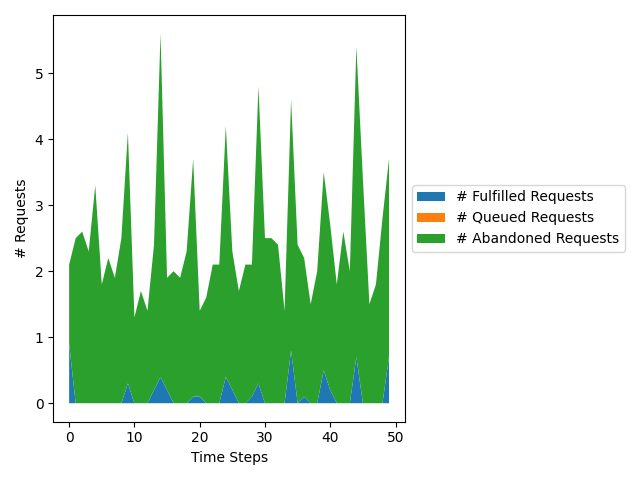 # Requests
5
4
3
2
1
0
0 10 20 30 40 50
Time Steps
# Fulfilled Requests
# Queued Requests
# Abandoned Requests